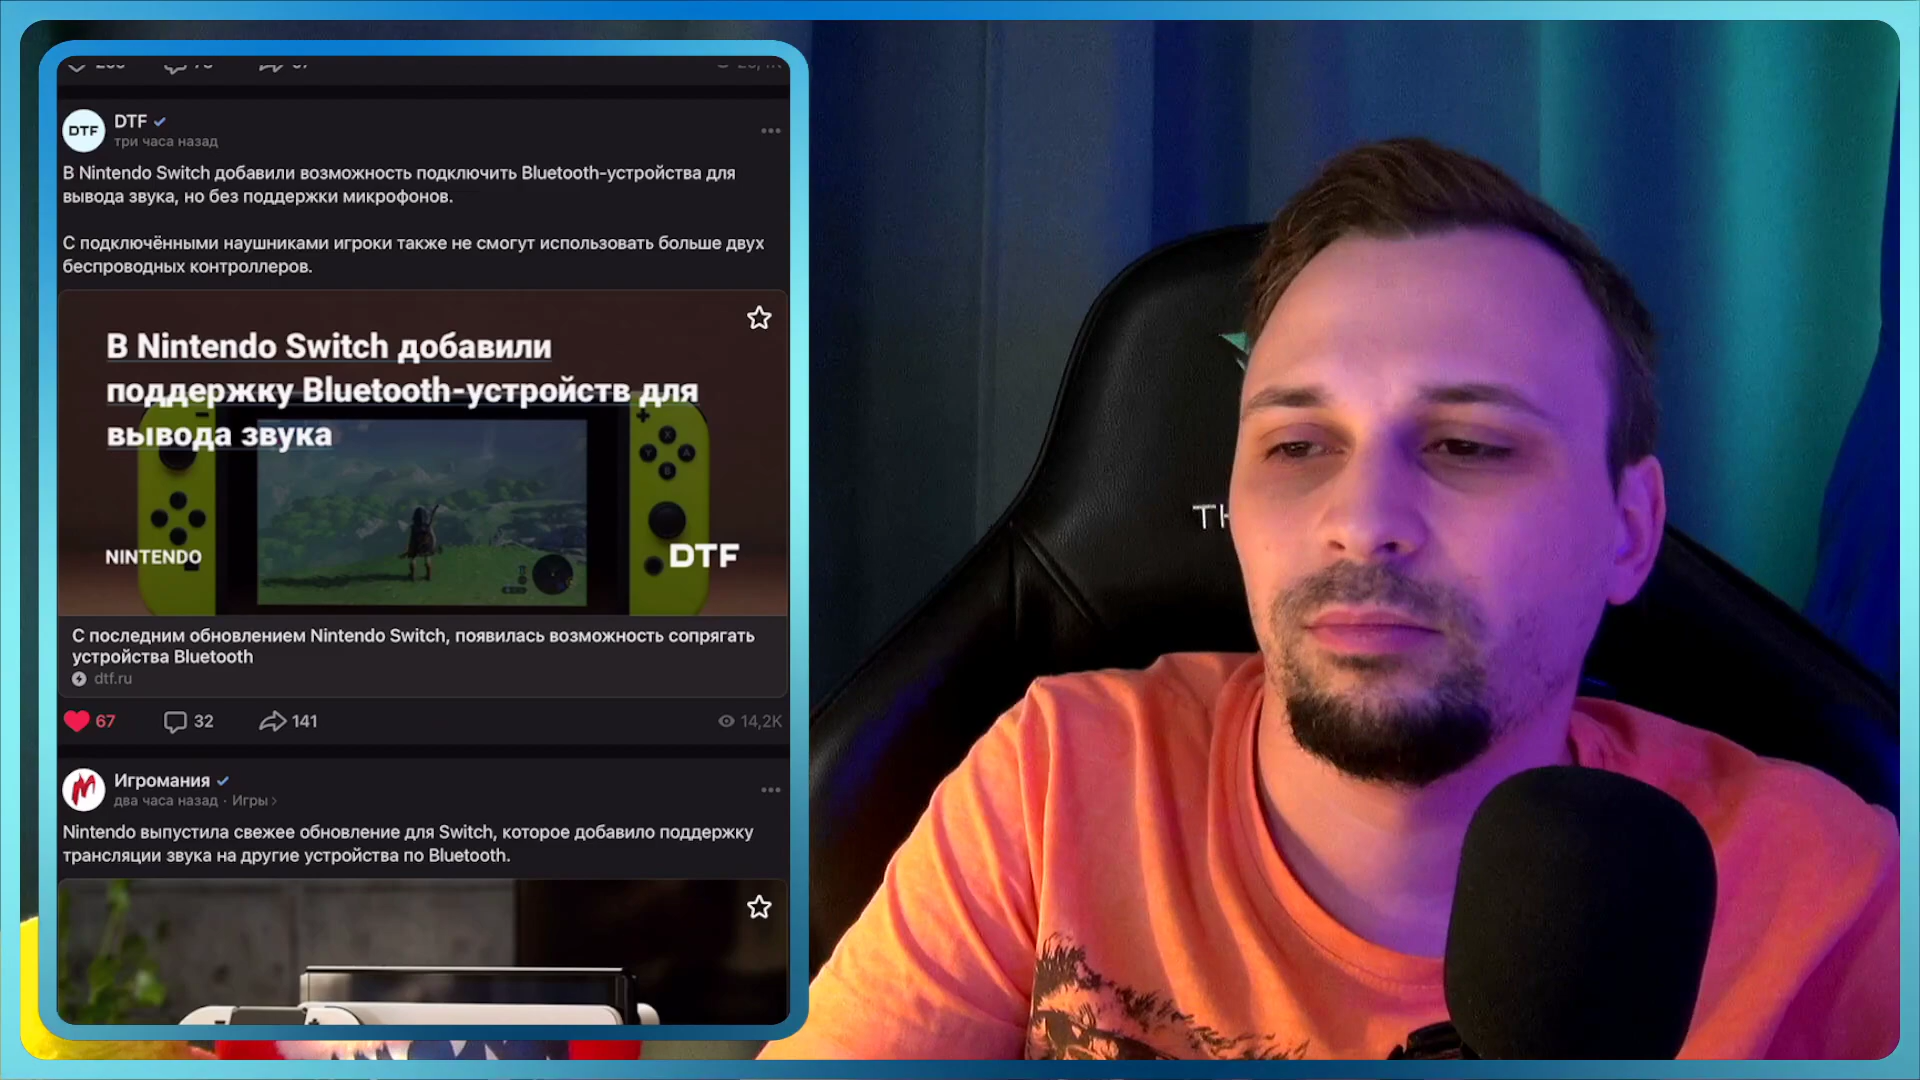 DTF
DTF
три часа назад
В Nintendo Switch добавили возможность подключить Bluetooth-устройства для
вывода звука, но без поддержки микрофонов.
С подключёнными наушниками игроки также не смогут использовать больше двух
беспроводных контроллеров.
В Nintendo Switch добавили
поддержку Bluetooth-устройств для
вывода звука
NINTENDO
DTF
С последним обновлением Nintendo Switch, появилась возможность сопрягать
устройства Bluetooth
dtf.ru
67
32
141
14,2K
Игромания
два часа назад · Игры
Nintendo выпустила свежее обновление для Switch, которое добавило поддержку
трансляции звука на другие устройства по Bluetooth.